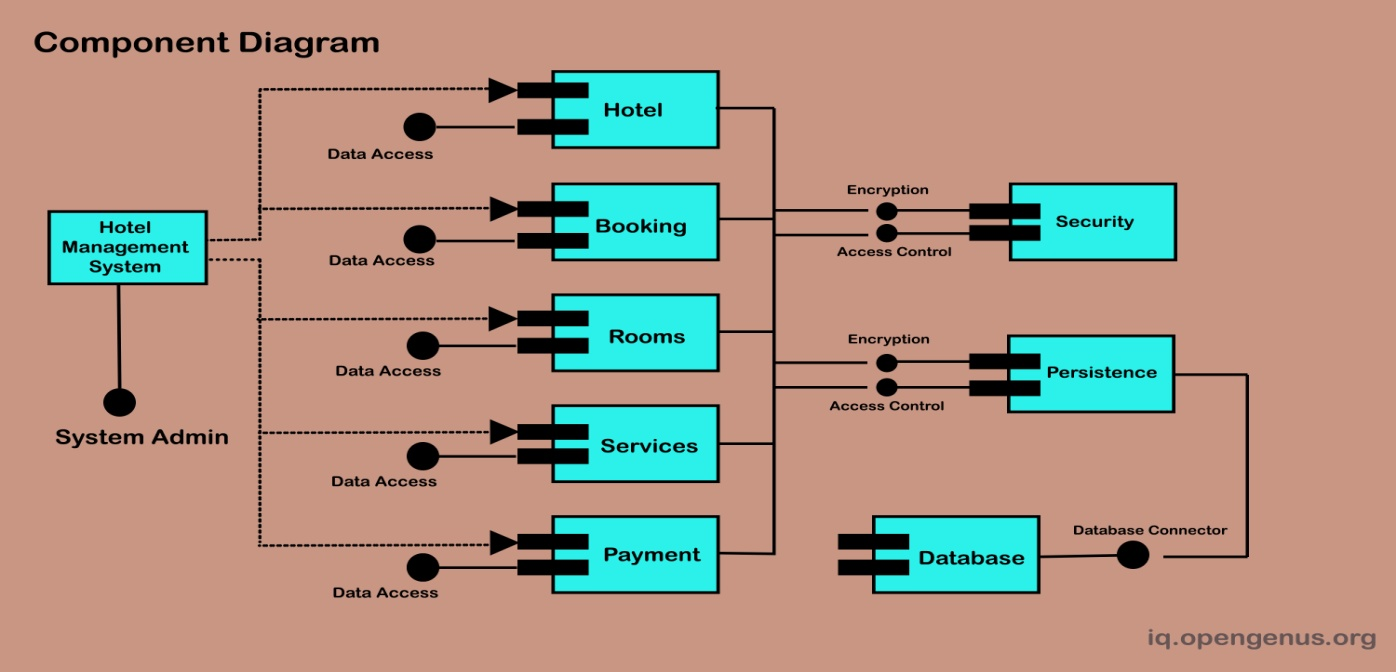 Component Diagram
Hotel
Data Access
Booking
Data Access
Hotel
Management
System
Rooms
Data Access
System Admin
Services
Data Access
Payment
Data Access
Encryption
Security
Access Control
Encryption
Persistence
Access Control
Database Connector
Database
iq.opengenus.org